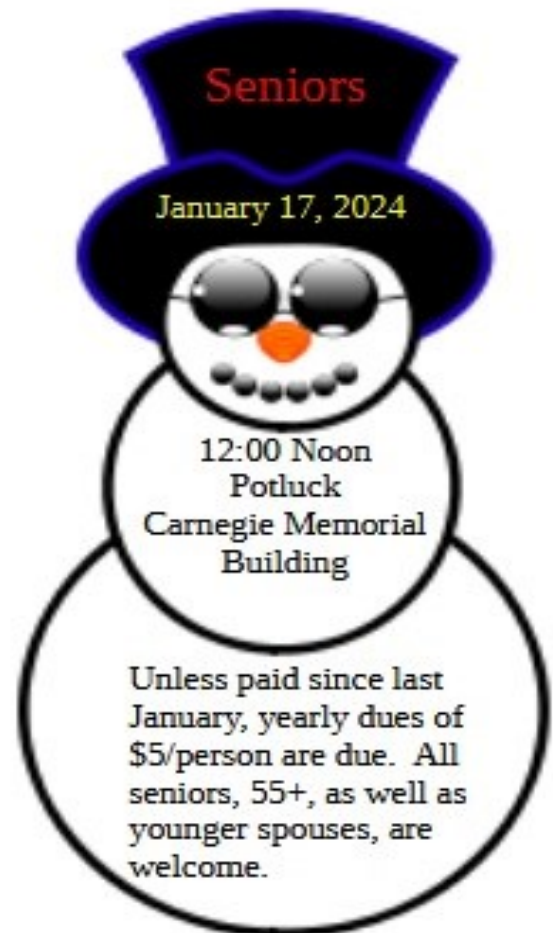 Seniors
January 17, 2024
12:00 Noon
Potluck
Carnegie Memorial
Building
Unless paid since last
January, yearly dues of
$5/person are due.  All
seniors, 55+, as well as
younger spouses, are
welcome.